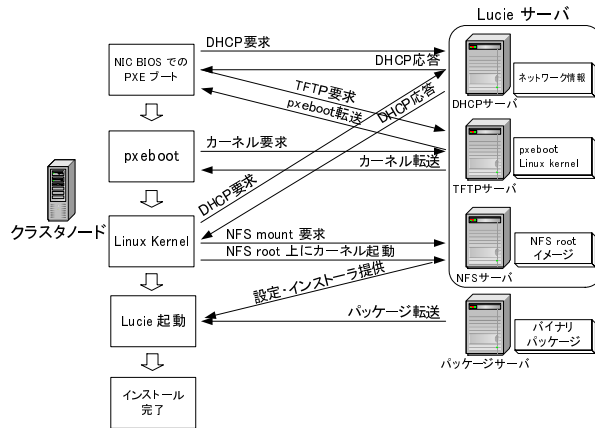 Lucie サーバ
DHCP要求
NIC BIOS での
PXE ブート
DHCP応答
ネットワーク情報
TFTP要求
DHCPサーバ
pxeboot転送
DHCP応答
カーネル要求
pxeboot
pxeboot
Linux kernel
カーネル転送
TFTPサーバ
DHCP要求
クラスタノード
Linux Kernel
NFS mount 要求
NFS root
イメージ
NFS root 上にカーネル起動
NFSサーバ
設定・インストーラ提供
Lucie 起動
パッケージ転送
バイナリ
パッケージ
パッケージサーバ
インストール
完了